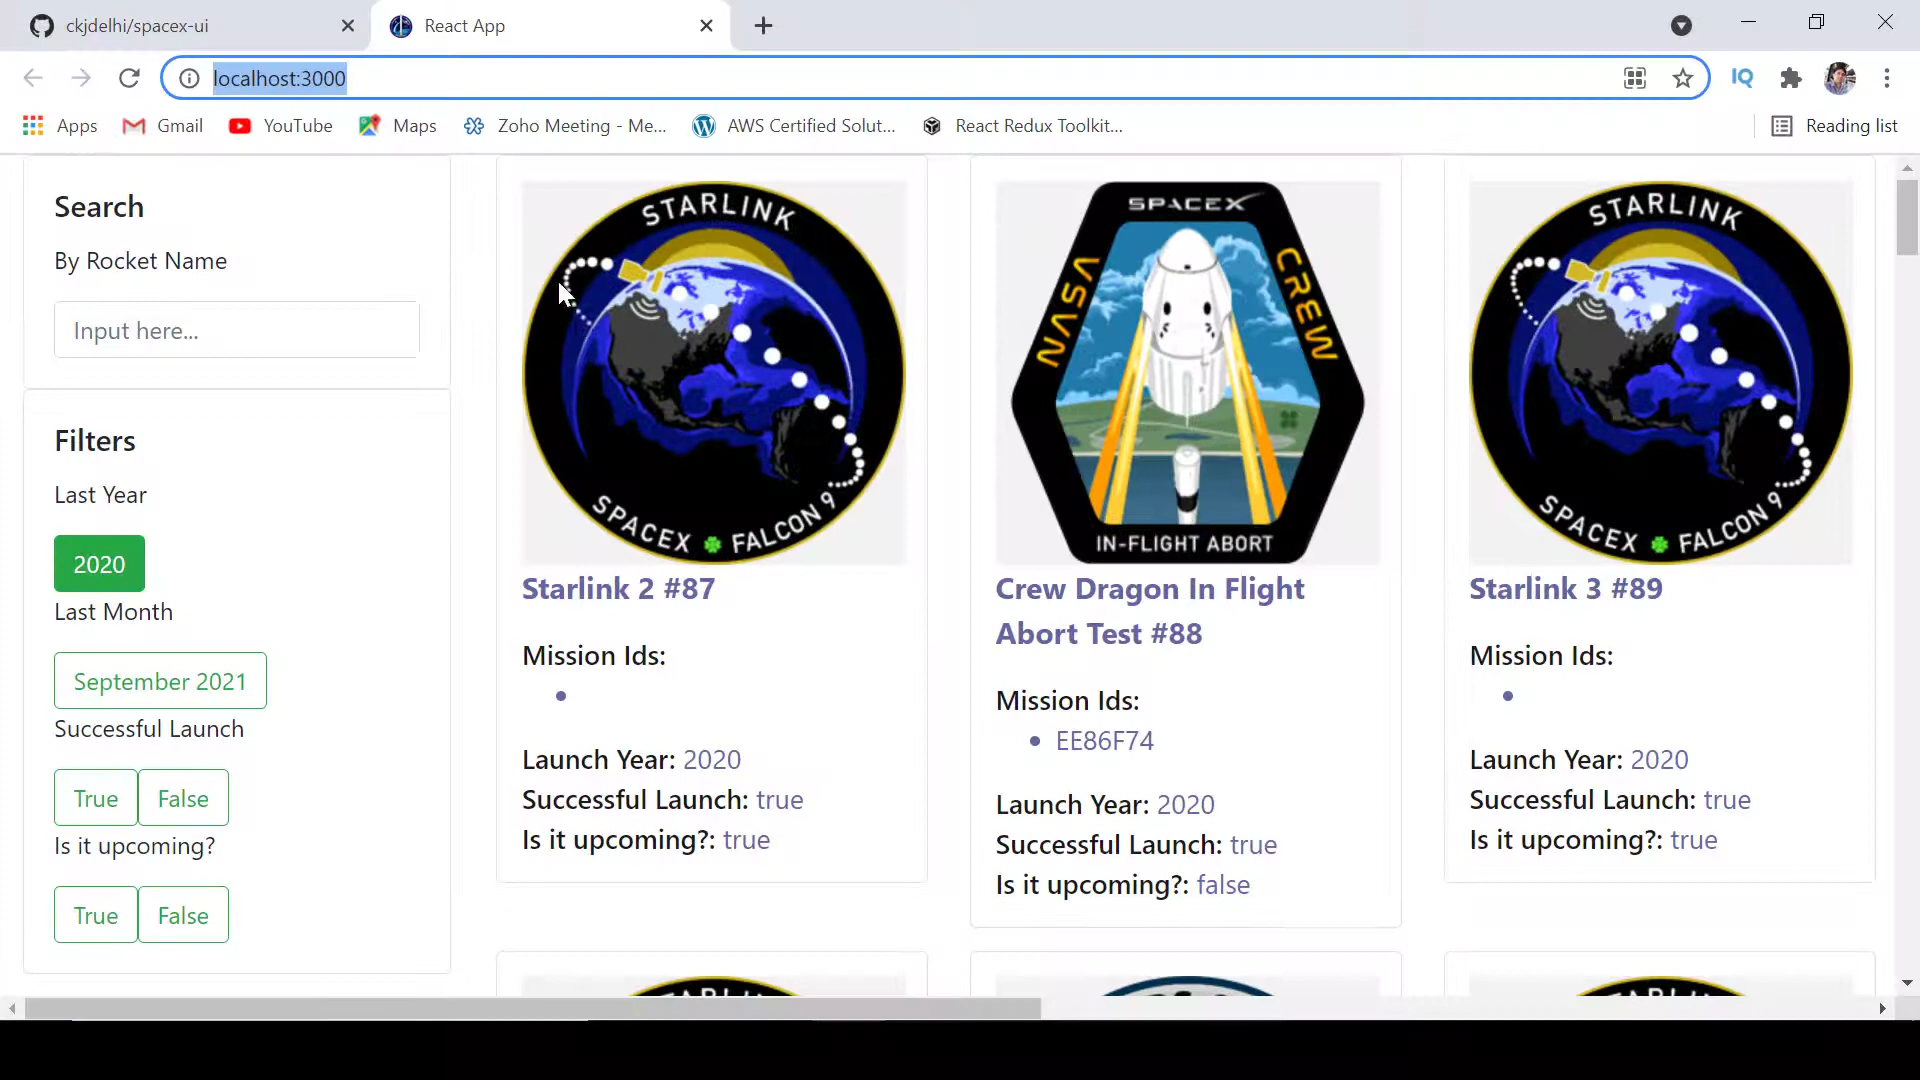 ckjdelhi/spacex-ui
React App
localhost:3000
IQ
Apps
Gmail
YouTube
Maps
Zoho Meeting - Me...
AWS Certified Solut...
React Redux Toolkit...
Reading list
Search
By Rocket Name
Input here...
Filters
Last Year
2020
Last Month
September 2021
Successful Launch
True
False
Is it upcoming?
True
False
STARLINK
SPACEX FALCON 9
Starlink 2 #87
Mission Ids:
Launch Year: 2020
Successful Launch: true
Is it upcoming?: true
SPACEX
NASA
CREW
IN-FLIGHT ABORT
Crew Dragon In Flight
Abort Test #88
Mission Ids:
EE86F74
Launch Year: 2020
Successful Launch: true
Is it upcoming?: false
STARLINK
SPACEX FALCON 9
Starlink 3 #89
Mission Ids:
Launch Year: 2020
Successful Launch: true
Is it upcoming?: true